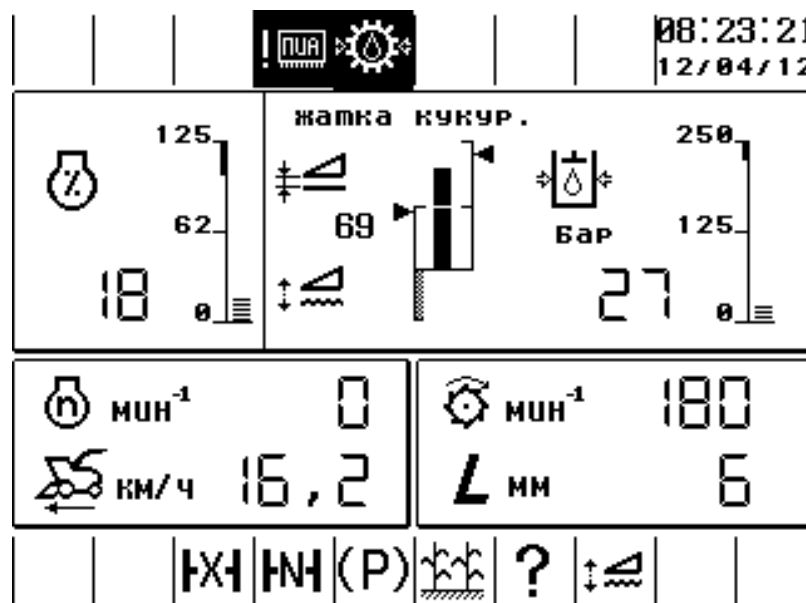 ! ПИА 08:23:21
12/04/12
жатка кукур.
125
250
%
62
69
Бар
125
18
0
27
0
n мин-1 0
мин-1 180
км/ч 16,2
L мм 6
X N (P) ?